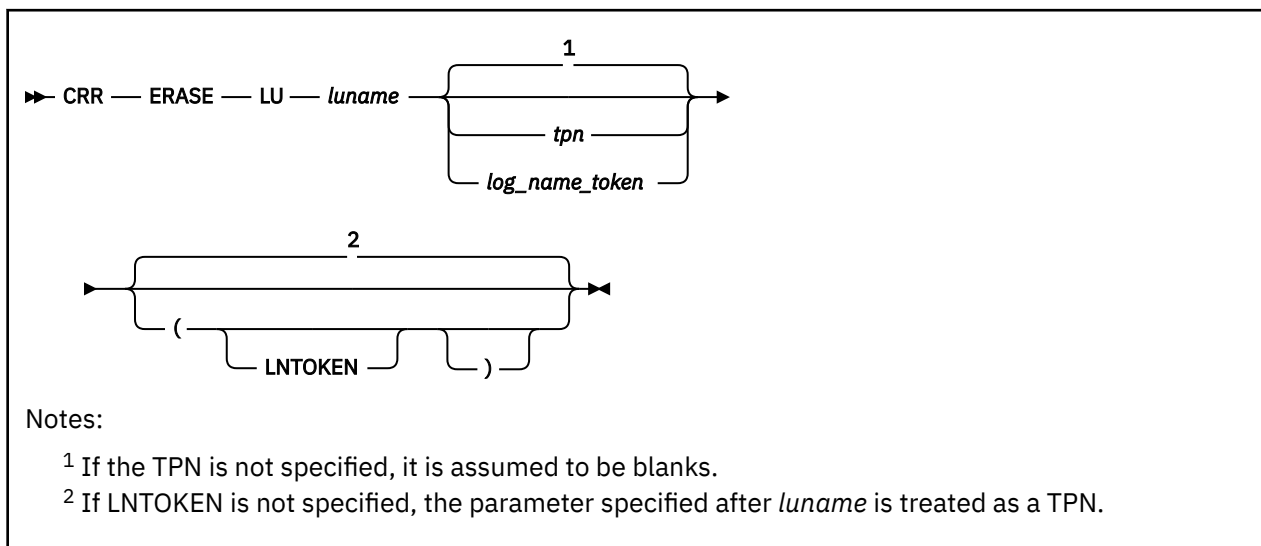 1
CRR ERASE LU luname
tpn
log_name_token
2
(
LNTOKEN )
Notes:
1 If the TPN is not specified, it is assumed to be blanks.
2 If LNTOKEN is not specified, the parameter specified after luname is treated as a TPN.